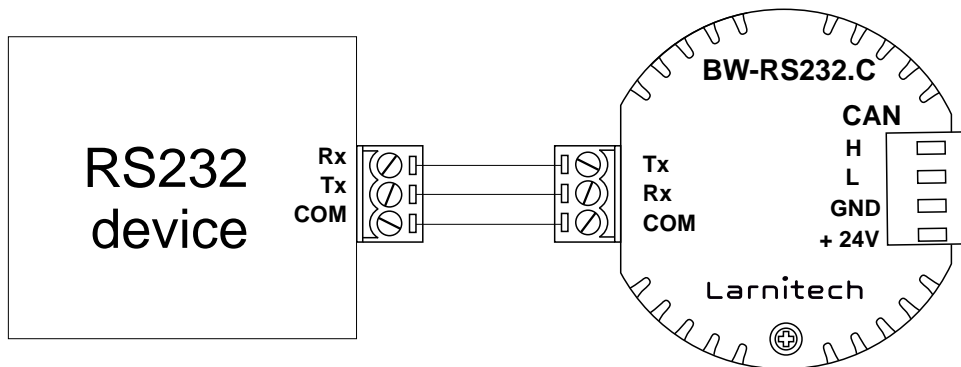 RS232
device
Rx
Tx
COM
Tx
Rx
COM
BW-RS232.C
CAN
H
L
GND
+ 24V
Larnitech